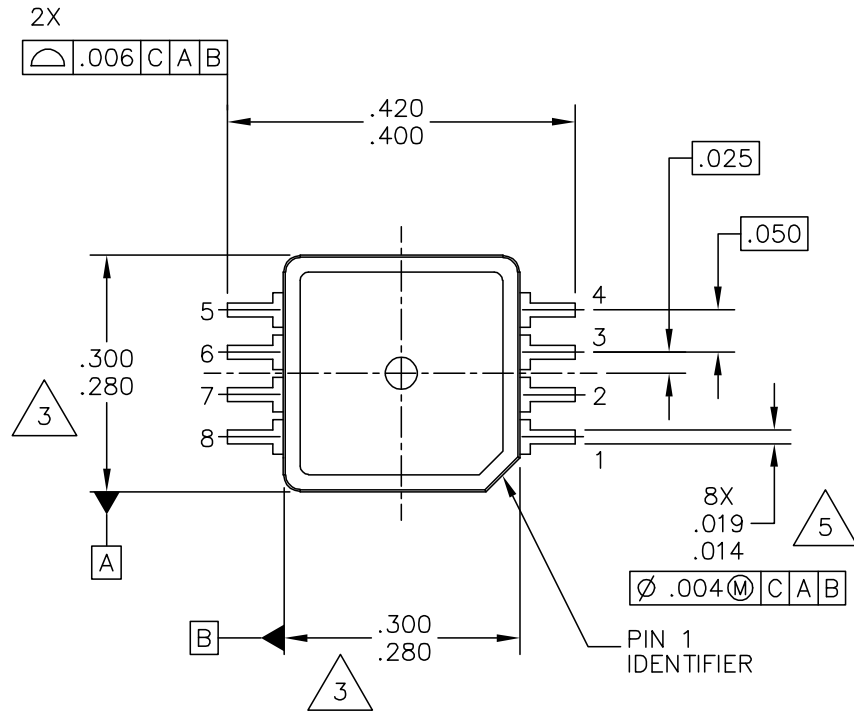 2X
.006 C A B
.420
.400
.025
.050
5
4
6
3
.300
.280
3
7
2
8
1
8X
.019
.014
5
A
⌀ .004 Ⓜ C A B
B
.300
.280
PIN 1
IDENTIFIER
3